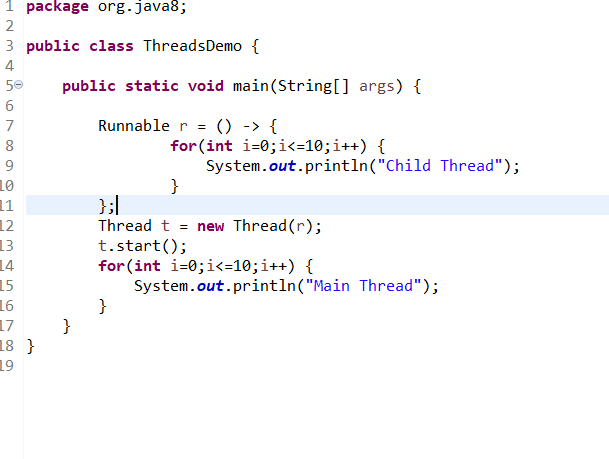 1 package org.java8;
2
3 public class ThreadsDemo {
4
5     public static void main(String[] args) {
6
7         Runnable r = () -> {
8                 for(int i=0;i<=10;i++) {
9                     System.out.println("Child Thread");
10                 }
11         };
12         Thread t = new Thread(r);
13         t.start();
14         for(int i=0;i<=10;i++) {
15             System.out.println("Main Thread");
16         }
17     }
18 }
19